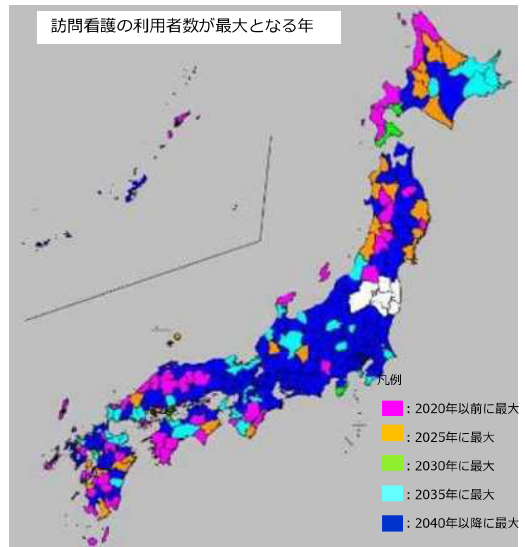 訪問看護の利用者数が最大となる年
凡例
：2020年以前に最大
：2025年に最大
：2030年に最大
：2035年に最大
：2040年以降に最大